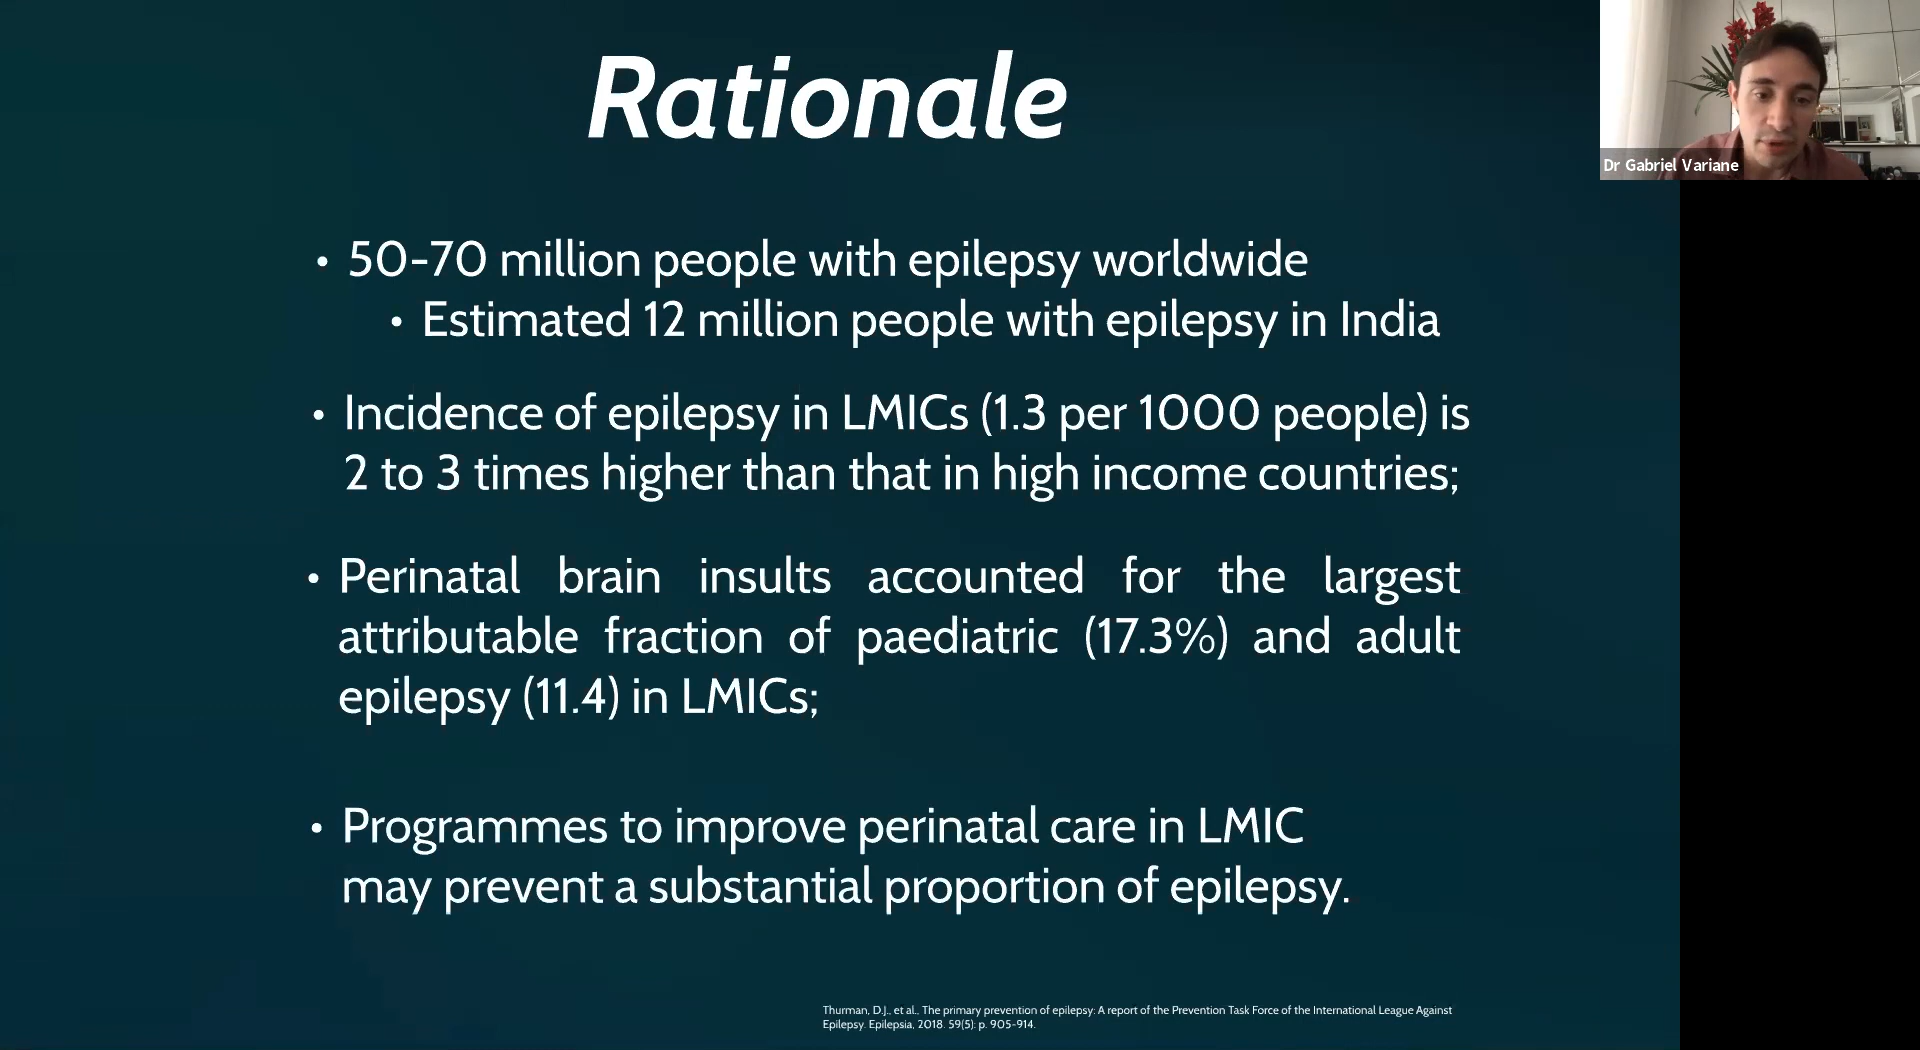 Rationale
• 50-70 million people with epilepsy worldwide
• Estimated 12 million people with epilepsy in India
• Incidence of epilepsy in LMICs (1.3 per 1000 people) is
2 to 3 times higher than that in high income countries;
• Perinatal brain insults accounted for the largest
attributable fraction of paediatric (17.3%) and adult
epilepsy (11.4) in LMICs;
• Programmes to improve perinatal care in LMIC
may prevent a substantial proportion of epilepsy.
Thurman, D.J., et al., The primary prevention of epilepsy: A report of the Prevention Task Force of the International League Against
Epilepsy. Epilepsia, 2018. 59(5): p. 905-914.
Dr Gabriel Variane